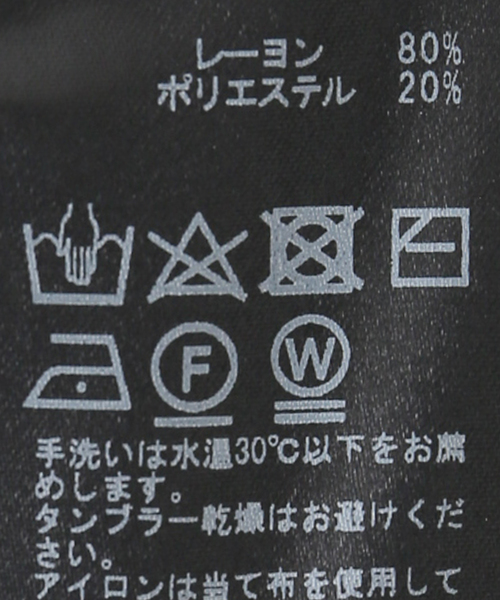 レーヨン 80%
ポリエステル 20%
F W
手洗いは水温30℃以下をお薦
めします。
タンブラー乾燥はお避けくだ
さい。
アイロンは当て布を使用して